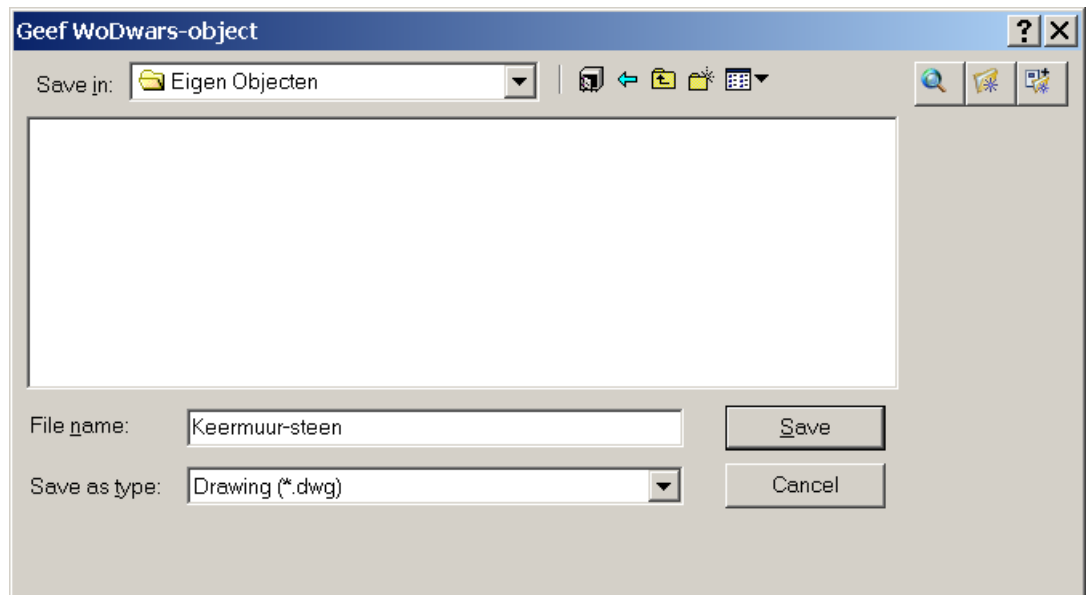 Geef WoDwars-object
Save in: Eigen Objecten
File name: Keermuur-steen Save
Save as type: Drawing (*.dwg) Cancel